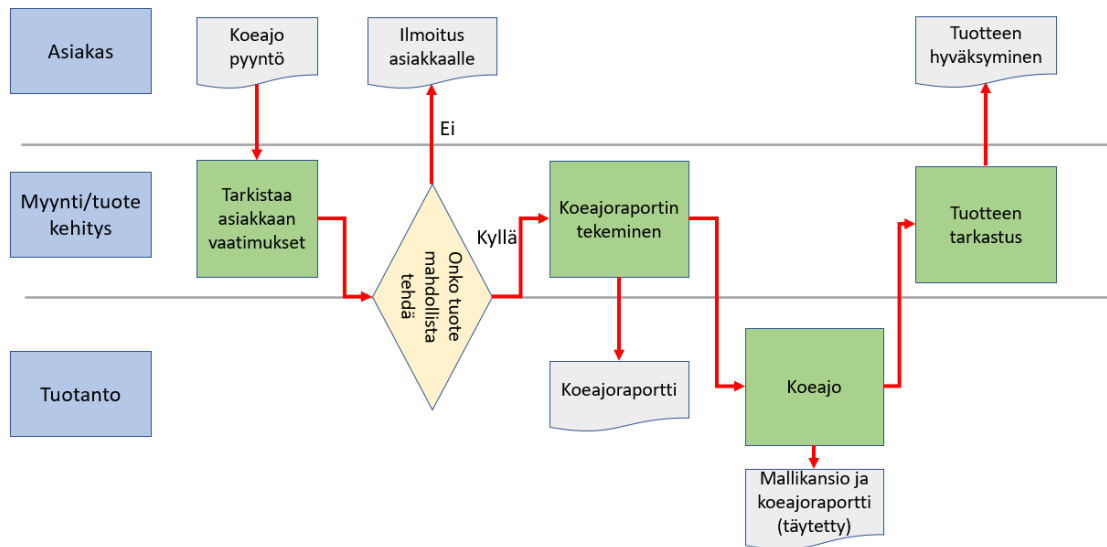 Asiakas
Koeajo
pyyntö
Ilmoitus
asiakkaalle
Tuotteen
hyväksyminen
Ei
Myynti/tuote
kehitys
Tarkistaa
asiakkaan
vaatimukset
Onko tuote
mahdollista
tehdä
Kyllä
Koeajoraportin
tekeminen
Tuotteen
tarkastus
Tuotanto
Koeajoraportti
Koeajo
Mallikansio ja
koeajoraportti
(täytetty)